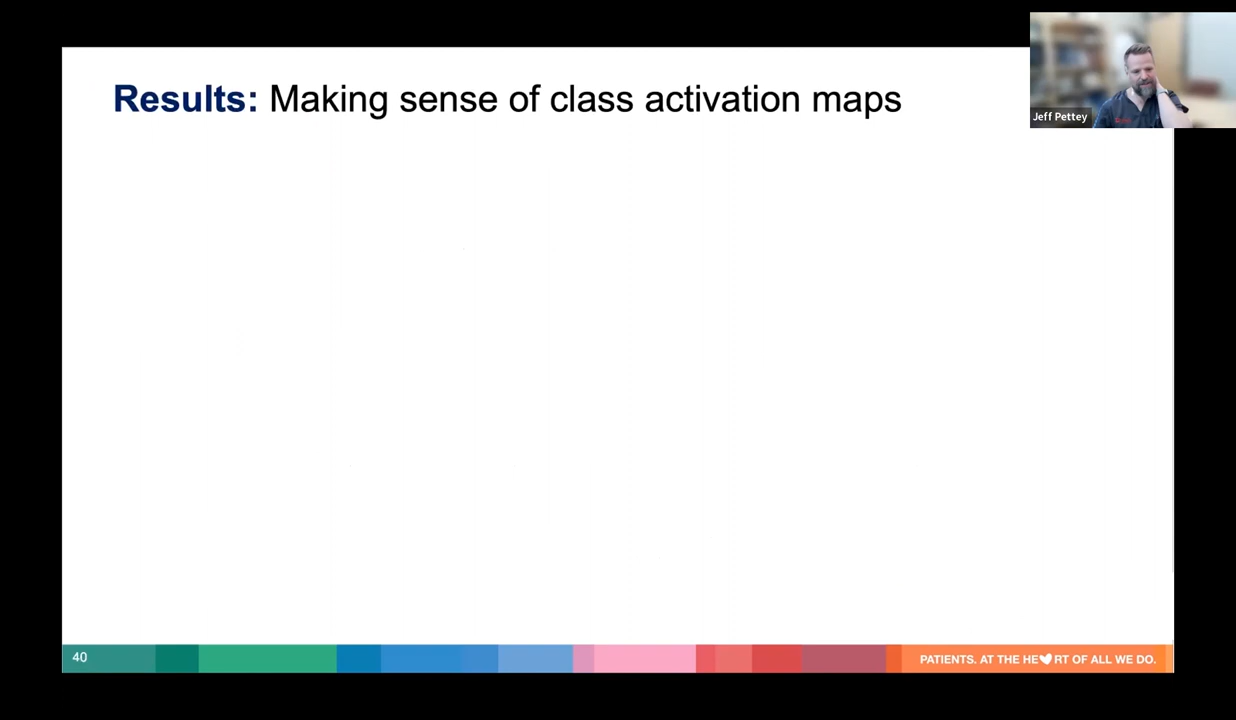 Results: Making sense of class activation maps
Jeff Pettey
40
PATIENTS. AT THE HE RT OF ALL WE DO.